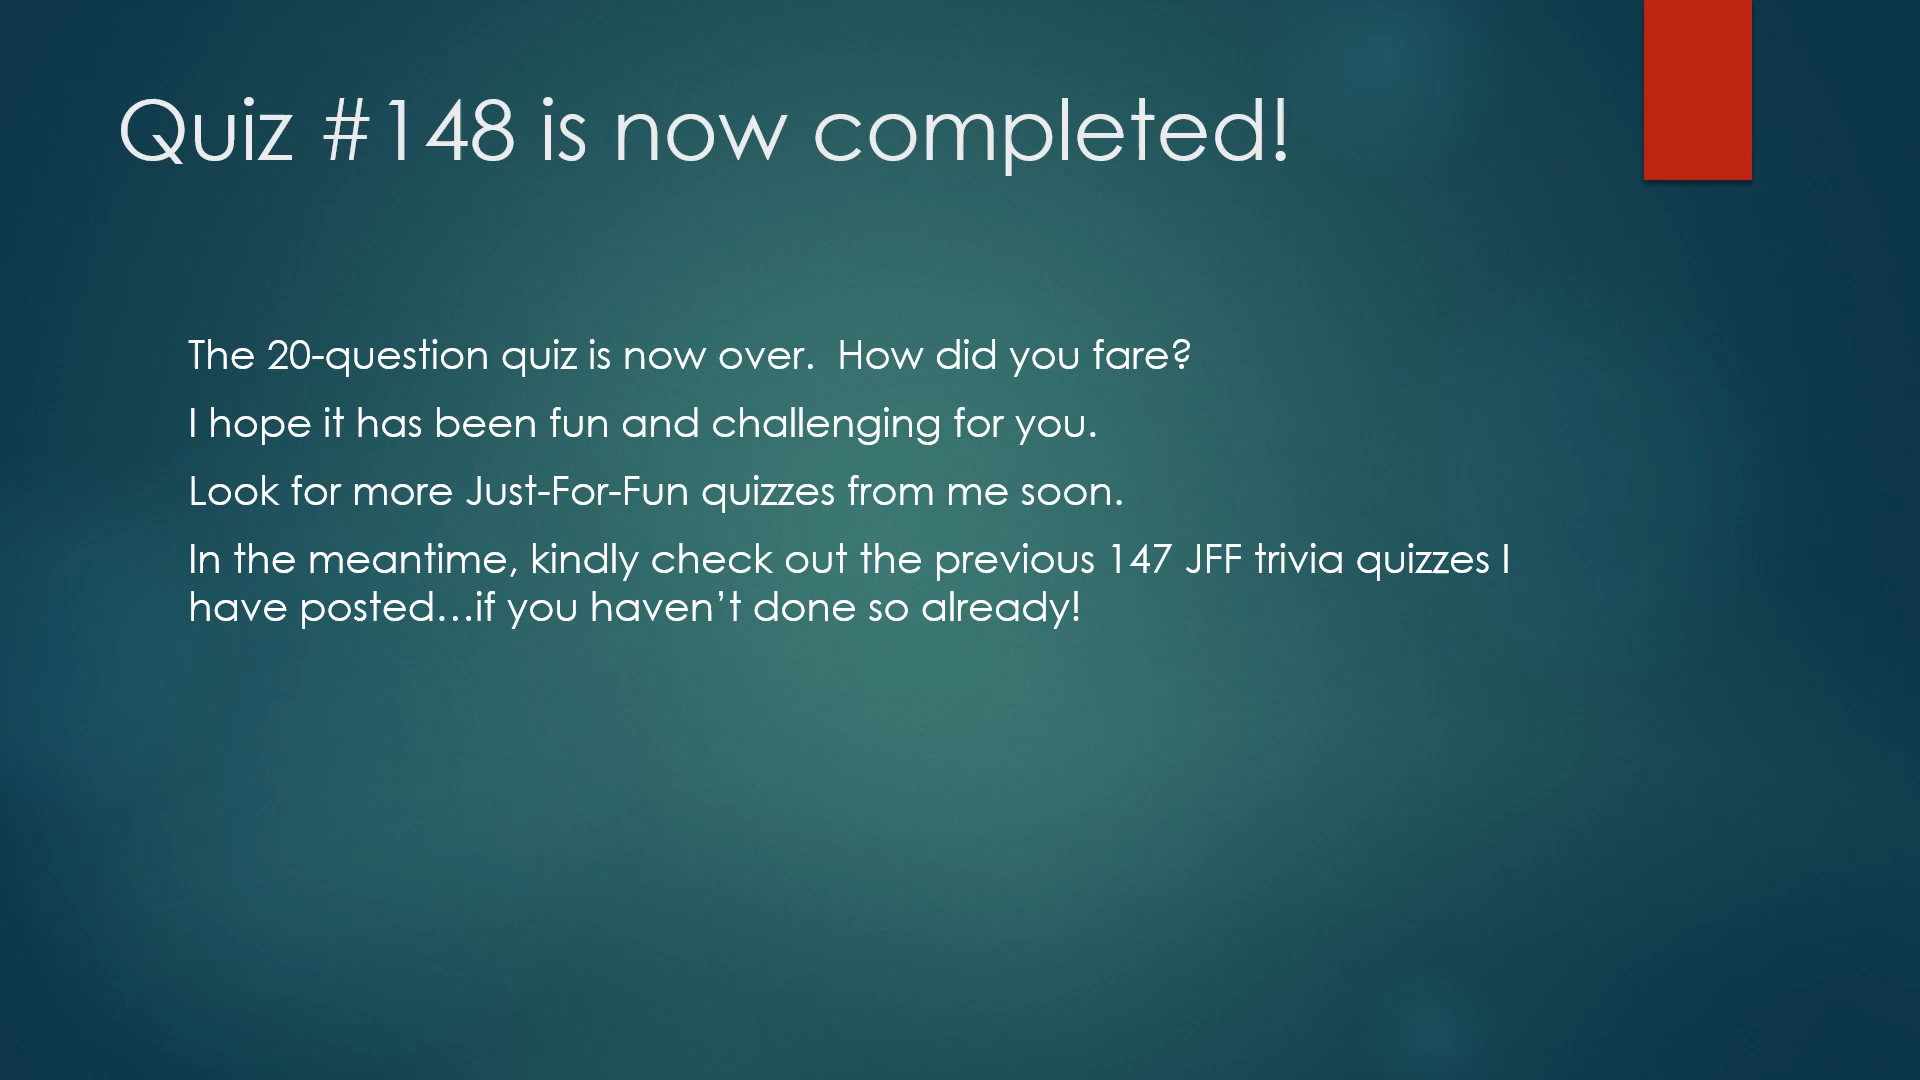 Quiz #148 is now completed!
The 20-question quiz is now over.  How did you fare?
I hope it has been fun and challenging for you.
Look for more Just-For-Fun quizzes from me soon.
In the meantime, kindly check out the previous 147 JFF trivia quizzes I
have posted…if you haven’t done so already!